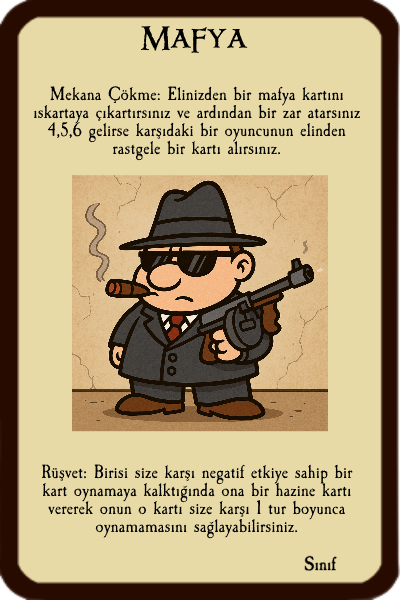 Mafya
Mekana Çökme: Elinizden bir mafya kartını
ıskartaya çıkartırsınız ve ardından bir zar atarsınız
4,5,6 gelirse karşıdaki bir oyuncunun elinden
rastgele bir kartı alırsınız.
Rüşvet: Birisi size karşı negatif etkiye sahip bir
kart oynamaya kalktığında ona bir hazine kartı
vererek onun o kartı size karşı 1 tur boyunca
oynamamasını sağlayabilirsiniz.
Sınıf